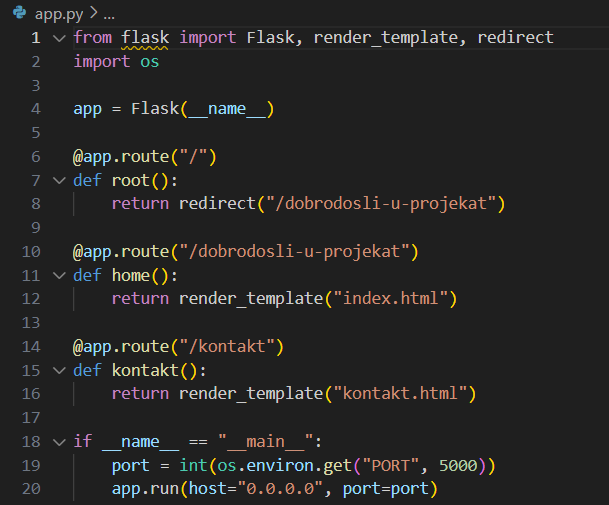 app.py > ...
1 from flask import Flask, render_template, redirect
2 import os
3
4 app = Flask(__name__)
5
6 @app.route("/")
7 def root():
8     return redirect("/dobrodosli-u-projekat")
9
10 @app.route("/dobrodosli-u-projekat")
11 def home():
12     return render_template("index.html")
13
14 @app.route("/kontakt")
15 def kontakt():
16     return render_template("kontakt.html")
17
18 if __name__ == "__main__":
19     port = int(os.environ.get("PORT", 5000))
20     app.run(host="0.0.0.0", port=port)